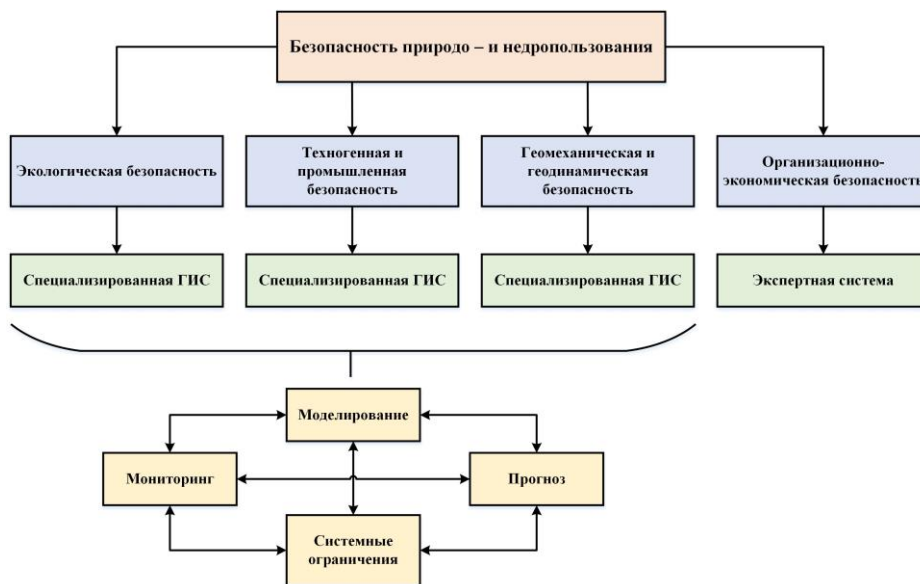 Безопасность природо – и недропользования
Экологическая безопасность
Техногенная и
промышленная
безопасность
Геомеханическая и
геодинамическая
безопасность
Организационно-
экономическая безопасность
Специализированная ГИС
Специализированная ГИС
Специализированная ГИС
Экспертная система
Моделирование
Мониторинг
Прогноз
Системные
ограничения